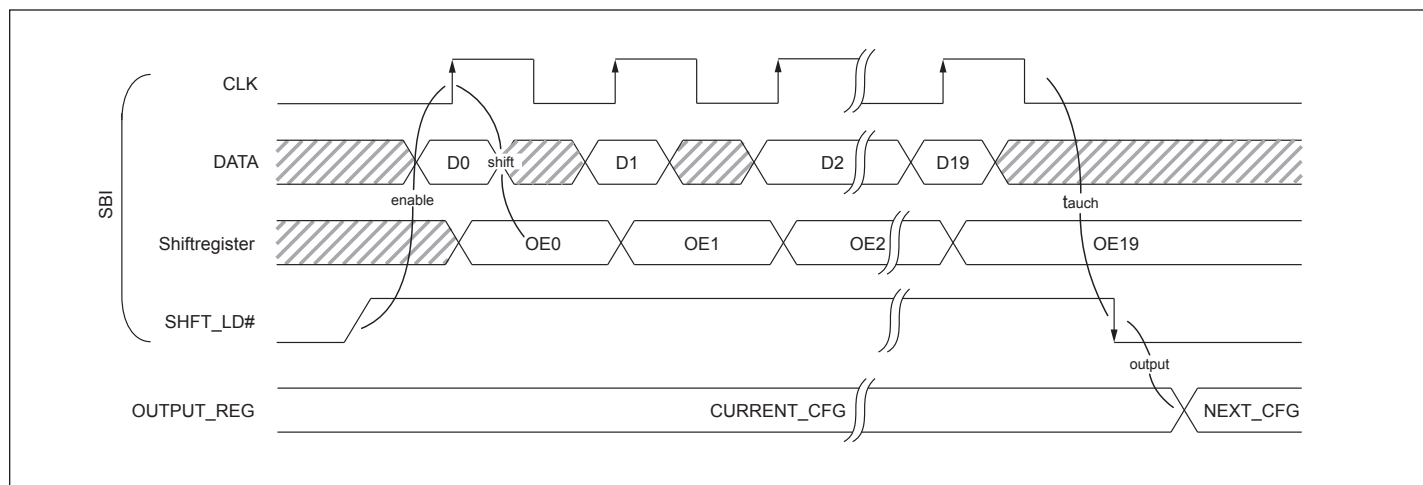 SBI
CLK
DATA D0 shift D1 D2 D19
enable
tauch
Shiftregister OE0 OE1 OE2 OE19
SHFT_LD#
output
OUTPUT_REG CURRENT_CFG NEXT_CFG